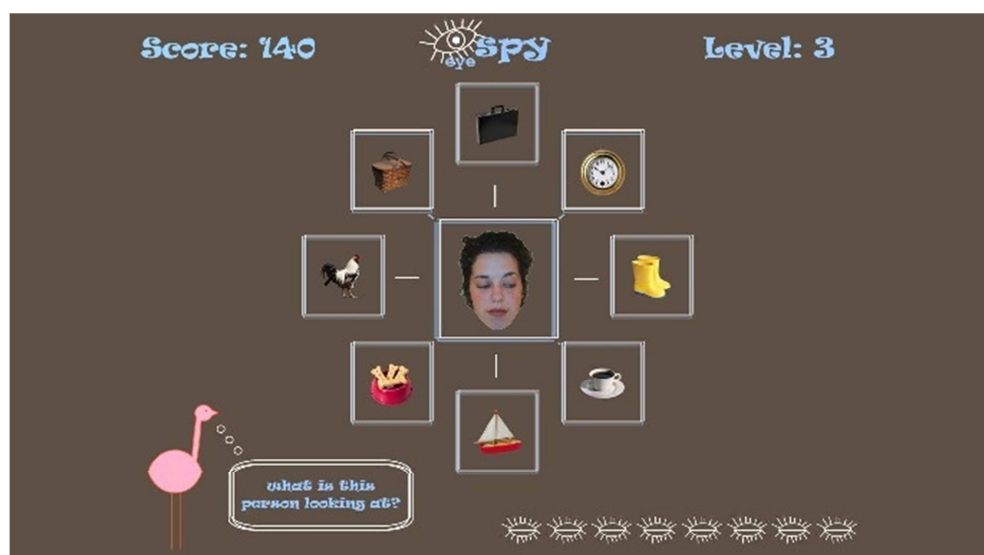 Score: 140
eye spy
Level: 3
what is this
person looking at?